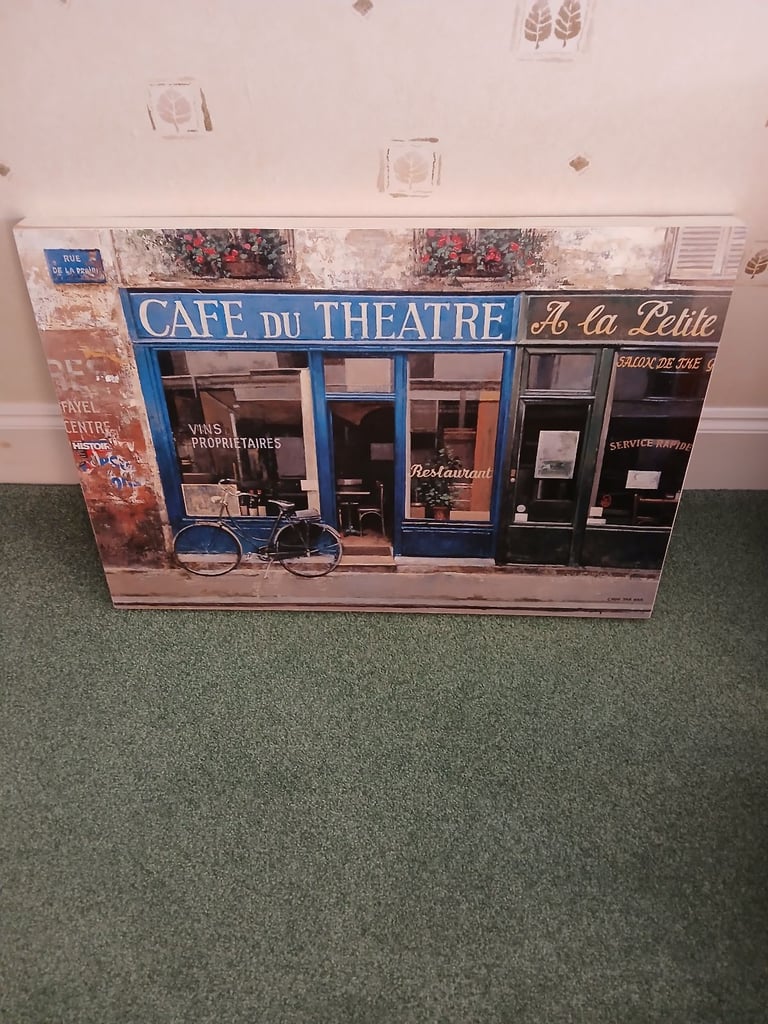 RUE
DE LA
CAFE DU THEATRE
A la Petite
SALON DE THE
FAYEL
CENTRE
HISTOIR
VINS
PROPRIETAIRES
Restaurant
SERVICE RAPIDE